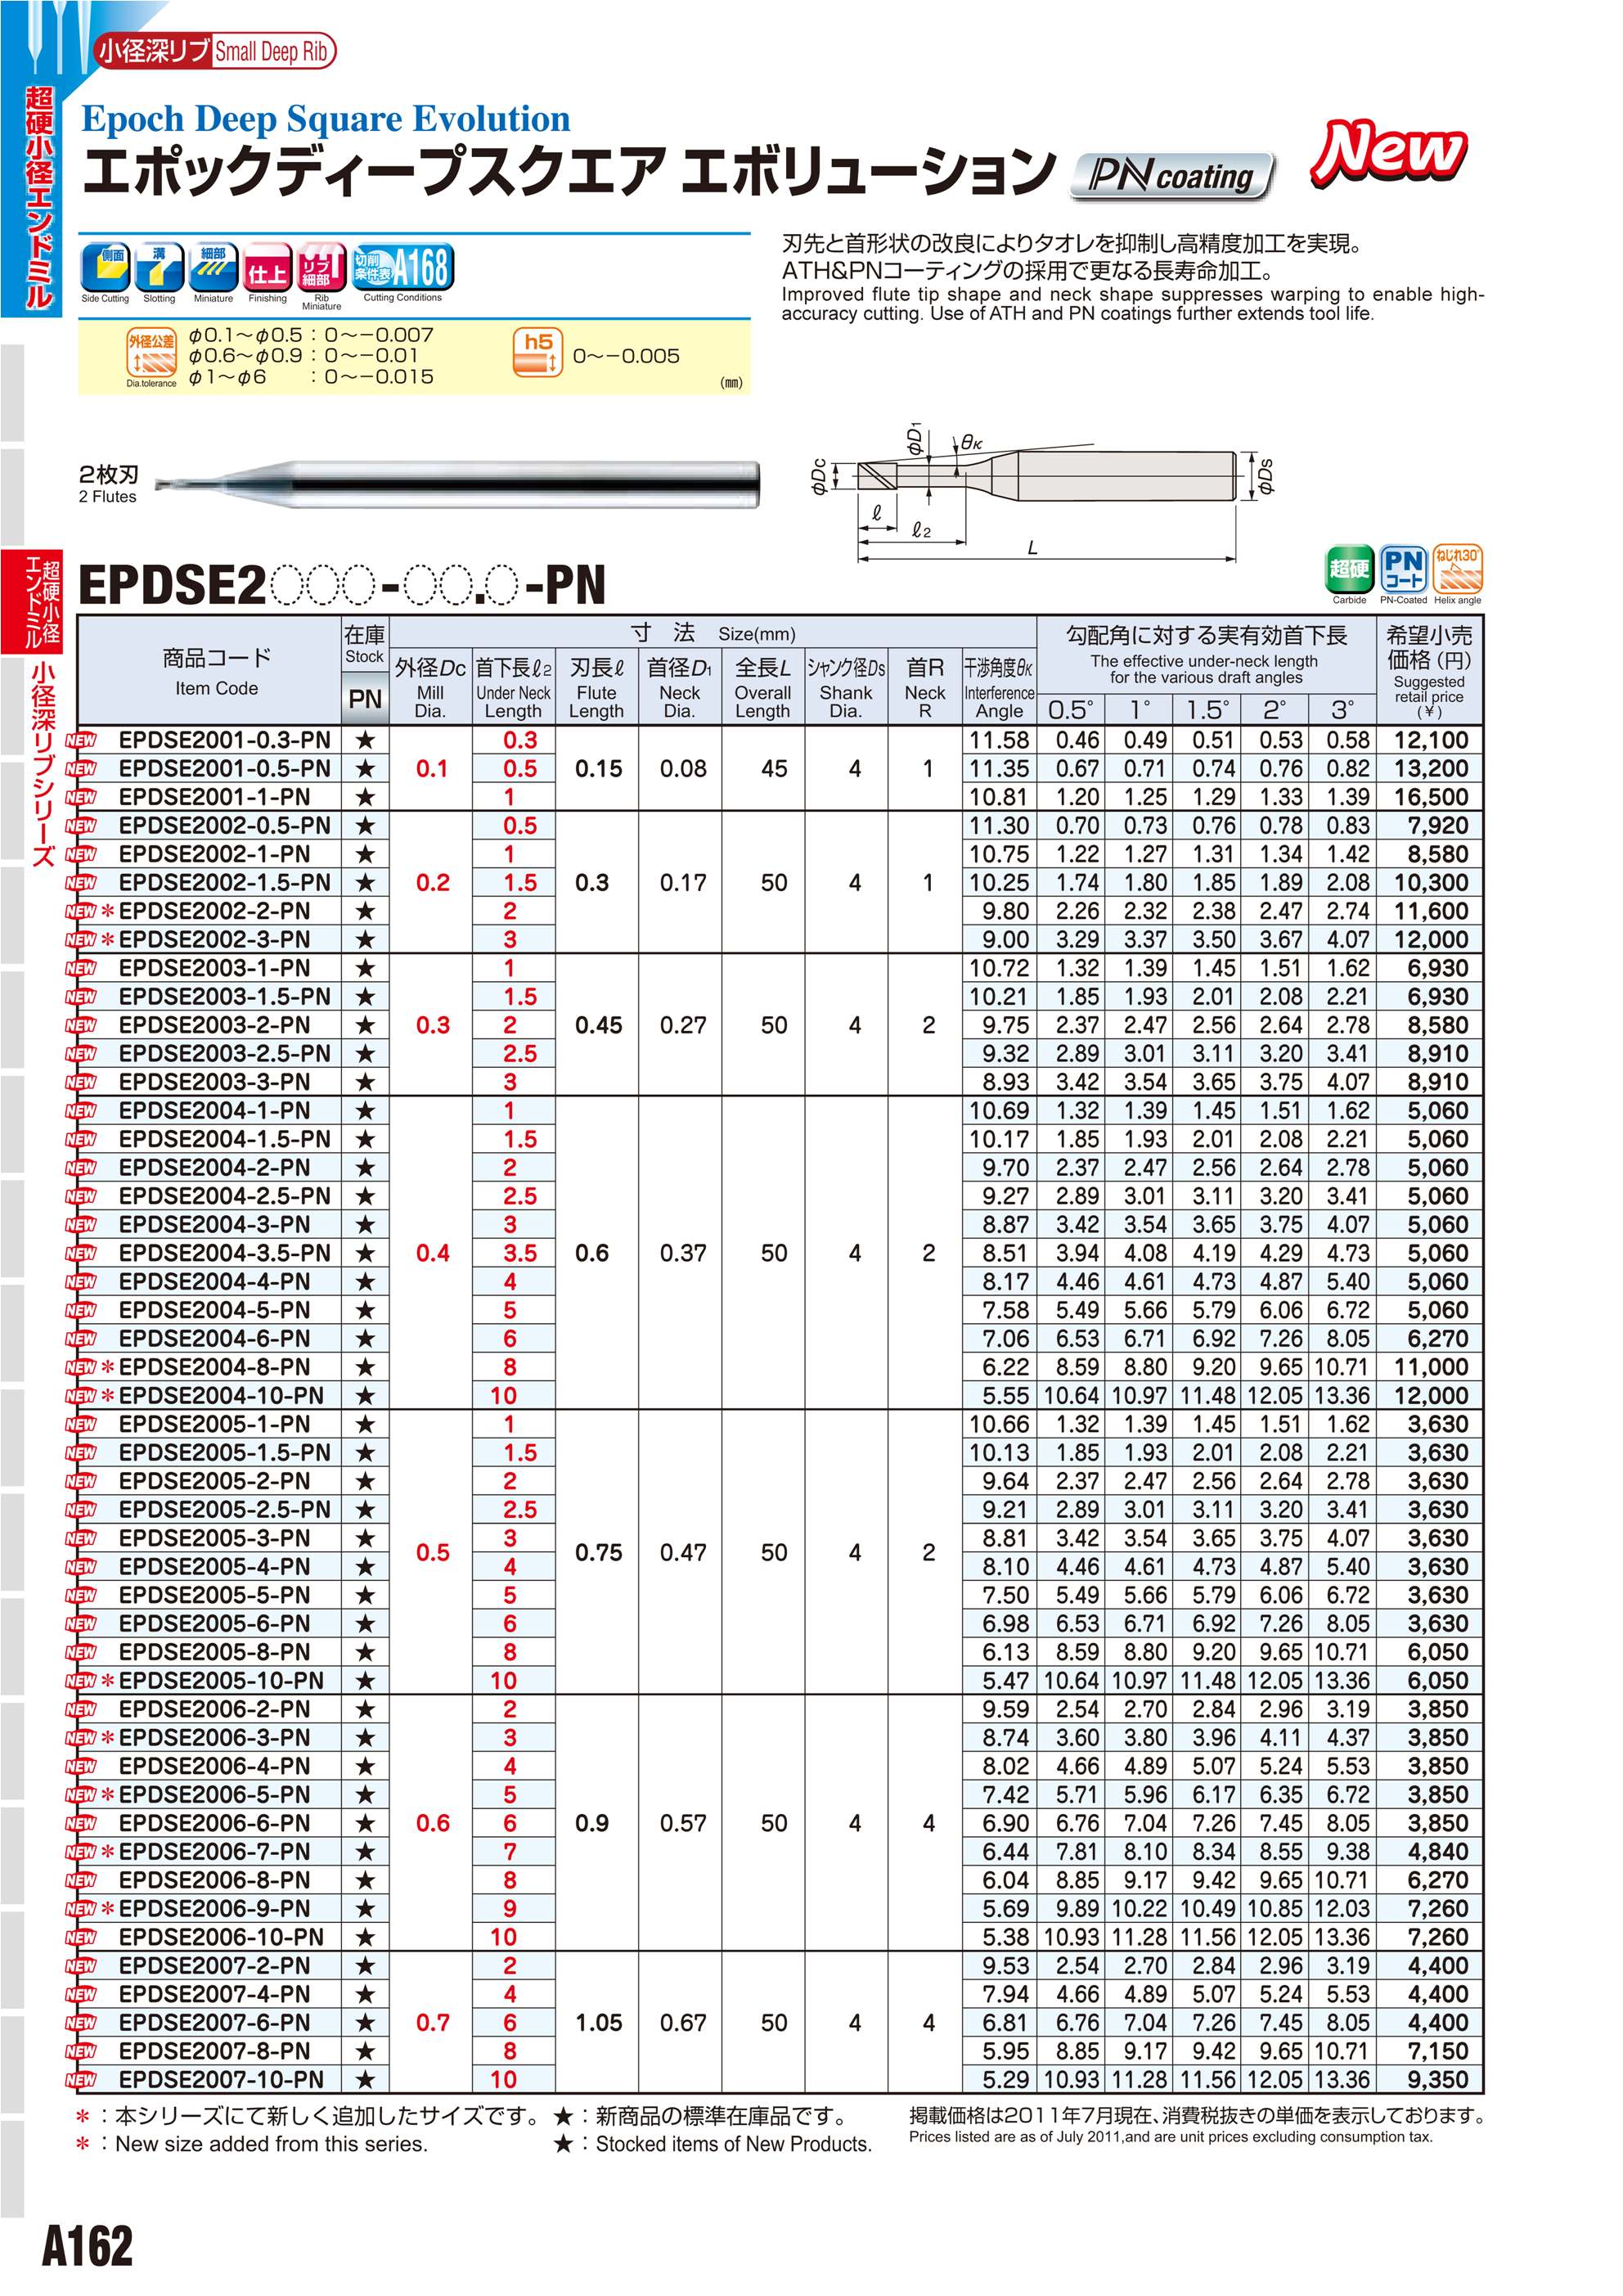 小径深リブ Small Deep Rib
超硬小径エンドミル
Epoch Deep Square Evolution
エポックディープスクエア エボリューション PN coating New
側面 溝 細部 仕上 リブ細部 切削条件表 A168
Side Cutting Slotting Miniature Finishing Rib Miniature Cutting Conditions
刃先と首形状の改良によりタオレを抑制し高精度加工を実現。
ATH&PNコーティングの採用で更なる長寿命加工。
Improved flute tip shape and neck shape suppresses warping to enable high-
accuracy cutting. Use of ATH and PN coatings further extends tool life.
外径公差 Dia.tolerance
φ0.1〜φ0.5：0〜−0.007
φ0.6〜φ0.9：0〜−0.01
φ1〜φ6 ：0〜−0.015
h5 0〜−0.005
(㎜)
2枚刃
2 Flutes
φDc φD1 θK φDs ℓ ℓ2 L
超硬 PNコート ねじれ30°
Carbide PN-Coated Helix angle
EPDSE2○○○-○○.○-PN
超硬小径エンドミル
小径深リブシリーズ
商品コード Item Code 在庫 Stock PN 寸 法 Size(mm) 勾配角に対する実有効首下長 The effective under-neck length for the various draft angles 希望小売価格（円） Suggested retail price (¥)
外径Dc Mill Dia. 首下長ℓ2 Under Neck Length 刃長ℓ Flute Length 首径D1 Neck Dia. 全長L Overall Length シャンク径Ds Shank Dia. 首R Neck R 干渉角度θK Interference Angle 0.5° 1° 1.5° 2° 3°
NEW EPDSE2001-0.3-PN ★ 0.3 11.58 0.46 0.49 0.51 0.53 0.58 12,100
NEW EPDSE2001-0.5-PN ★ 0.1 0.5 0.15 0.08 45 4 1 11.35 0.67 0.71 0.74 0.76 0.82 13,200
NEW EPDSE2001-1-PN ★ 1 10.81 1.20 1.25 1.29 1.33 1.39 16,500
NEW EPDSE2002-0.5-PN ★ 0.5 11.30 0.70 0.73 0.76 0.78 0.83 7,920
NEW EPDSE2002-1-PN ★ 1 10.75 1.22 1.27 1.31 1.34 1.42 8,580
NEW EPDSE2002-1.5-PN ★ 0.2 1.5 0.3 0.17 50 4 1 10.25 1.74 1.80 1.85 1.89 2.08 10,300
NEW * EPDSE2002-2-PN ★ 2 9.80 2.26 2.32 2.38 2.47 2.74 11,600
NEW * EPDSE2002-3-PN ★ 3 9.00 3.29 3.37 3.50 3.67 4.07 12,000
NEW EPDSE2003-1-PN ★ 1 10.72 1.32 1.39 1.45 1.51 1.62 6,930
NEW EPDSE2003-1.5-PN ★ 1.5 10.21 1.85 1.93 2.01 2.08 2.21 6,930
NEW EPDSE2003-2-PN ★ 0.3 2 0.45 0.27 50 4 2 9.75 2.37 2.47 2.56 2.64 2.78 8,580
NEW EPDSE2003-2.5-PN ★ 2.5 9.32 2.89 3.01 3.11 3.20 3.41 8,910
NEW EPDSE2003-3-PN ★ 3 8.93 3.42 3.54 3.65 3.75 4.07 8,910
NEW EPDSE2004-1-PN ★ 1 10.69 1.32 1.39 1.45 1.51 1.62 5,060
NEW EPDSE2004-1.5-PN ★ 1.5 10.17 1.85 1.93 2.01 2.08 2.21 5,060
NEW EPDSE2004-2-PN ★ 2 9.70 2.37 2.47 2.56 2.64 2.78 5,060
NEW EPDSE2004-2.5-PN ★ 2.5 9.27 2.89 3.01 3.11 3.20 3.41 5,060
NEW EPDSE2004-3-PN ★ 3 8.87 3.42 3.54 3.65 3.75 4.07 5,060
NEW EPDSE2004-3.5-PN ★ 0.4 3.5 0.6 0.37 50 4 2 8.51 3.94 4.08 4.19 4.29 4.73 5,060
NEW EPDSE2004-4-PN ★ 4 8.17 4.46 4.61 4.73 4.87 5.40 5,060
NEW EPDSE2004-5-PN ★ 5 7.58 5.49 5.66 5.79 6.06 6.72 5,060
NEW EPDSE2004-6-PN ★ 6 7.06 6.53 6.71 6.92 7.26 8.05 6,270
NEW * EPDSE2004-8-PN ★ 8 6.22 8.59 8.80 9.20 9.65 10.71 11,000
NEW * EPDSE2004-10-PN ★ 10 5.55 10.64 10.97 11.48 12.05 13.36 12,000
NEW EPDSE2005-1-PN ★ 1 10.66 1.32 1.39 1.45 1.51 1.62 3,630
NEW EPDSE2005-1.5-PN ★ 1.5 10.13 1.85 1.93 2.01 2.08 2.21 3,630
NEW EPDSE2005-2-PN ★ 2 9.64 2.37 2.47 2.56 2.64 2.78 3,630
NEW EPDSE2005-2.5-PN ★ 2.5 9.21 2.89 3.01 3.11 3.20 3.41 3,630
NEW EPDSE2005-3-PN ★ 3 8.81 3.42 3.54 3.65 3.75 4.07 3,630
NEW EPDSE2005-4-PN ★ 0.5 4 0.75 0.47 50 4 2 8.10 4.46 4.61 4.73 4.87 5.40 3,630
NEW EPDSE2005-5-PN ★ 5 7.50 5.49 5.66 5.79 6.06 6.72 3,630
NEW EPDSE2005-6-PN ★ 6 6.98 6.53 6.71 6.92 7.26 8.05 3,630
NEW EPDSE2005-8-PN ★ 8 6.13 8.59 8.80 9.20 9.65 10.71 6,050
NEW * EPDSE2005-10-PN ★ 10 5.47 10.64 10.97 11.48 12.05 13.36 6,050
NEW EPDSE2006-2-PN ★ 2 9.59 2.54 2.70 2.84 2.96 3.19 3,850
NEW * EPDSE2006-3-PN ★ 3 8.74 3.60 3.80 3.96 4.11 4.37 3,850
NEW EPDSE2006-4-PN ★ 4 8.02 4.66 4.89 5.07 5.24 5.53 3,850
NEW * EPDSE2006-5-PN ★ 5 7.42 5.71 5.96 6.17 6.35 6.72 3,850
NEW EPDSE2006-6-PN ★ 0.6 6 0.9 0.57 50 4 4 6.90 6.76 7.04 7.26 7.45 8.05 3,850
NEW * EPDSE2006-7-PN ★ 7 6.44 7.81 8.10 8.34 8.55 9.38 4,840
NEW EPDSE2006-8-PN ★ 8 6.04 8.85 9.17 9.42 9.65 10.71 6,270
NEW * EPDSE2006-9-PN ★ 9 5.69 9.89 10.22 10.49 10.85 12.03 7,260
NEW EPDSE2006-10-PN ★ 10 5.38 10.93 11.28 11.56 12.05 13.36 7,260
NEW EPDSE2007-2-PN ★ 2 9.53 2.54 2.70 2.84 2.96 3.19 4,400
NEW EPDSE2007-4-PN ★ 4 7.94 4.66 4.89 5.07 5.24 5.53 4,400
NEW EPDSE2007-6-PN ★ 0.7 6 1.05 0.67 50 4 4 6.81 6.76 7.04 7.26 7.45 8.05 4,400
NEW EPDSE2007-8-PN ★ 8 5.95 8.85 9.17 9.42 9.65 10.71 7,150
NEW EPDSE2007-10-PN ★ 10 5.29 10.93 11.28 11.56 12.05 13.36 9,350
＊：本シリーズにて新しく追加したサイズです。 ★：新商品の標準在庫品です。 掲載価格は2011年7月現在、消費税抜きの単価を表示しております。
＊：New size added from this series. ★：Stocked items of New Products. Prices listed are as of July 2011,and are unit prices excluding consumption tax.
A162